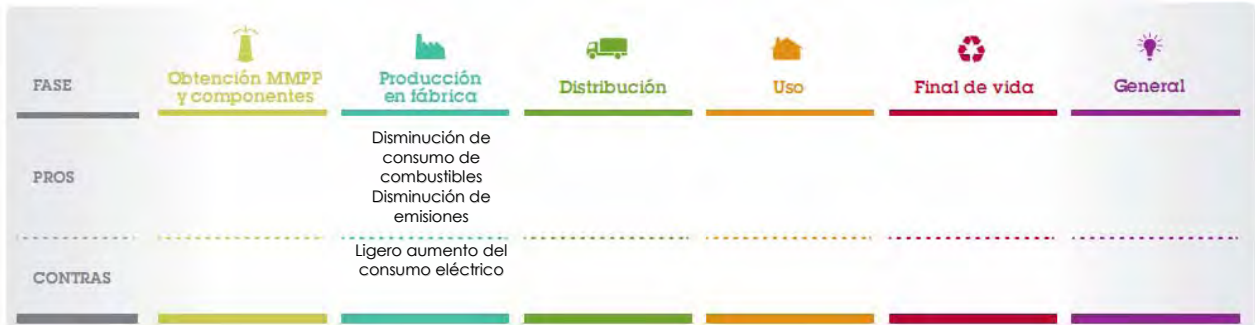 FASE
Obtención MMPP
y componentes
Producción
en fábrica
Distribución
Uso
Final de vida
General
PROS
Disminución de
consumo de
combustibles
Disminución de
emisiones
CONTRAS
Ligero aumento del
consumo eléctrico